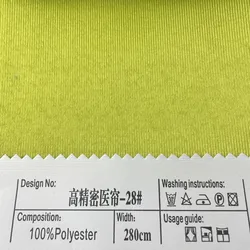 Design No:
高精密医帘-28#
Washing instructions:
Composition:
100%Polyester
Width:
280cm
Usage guide: